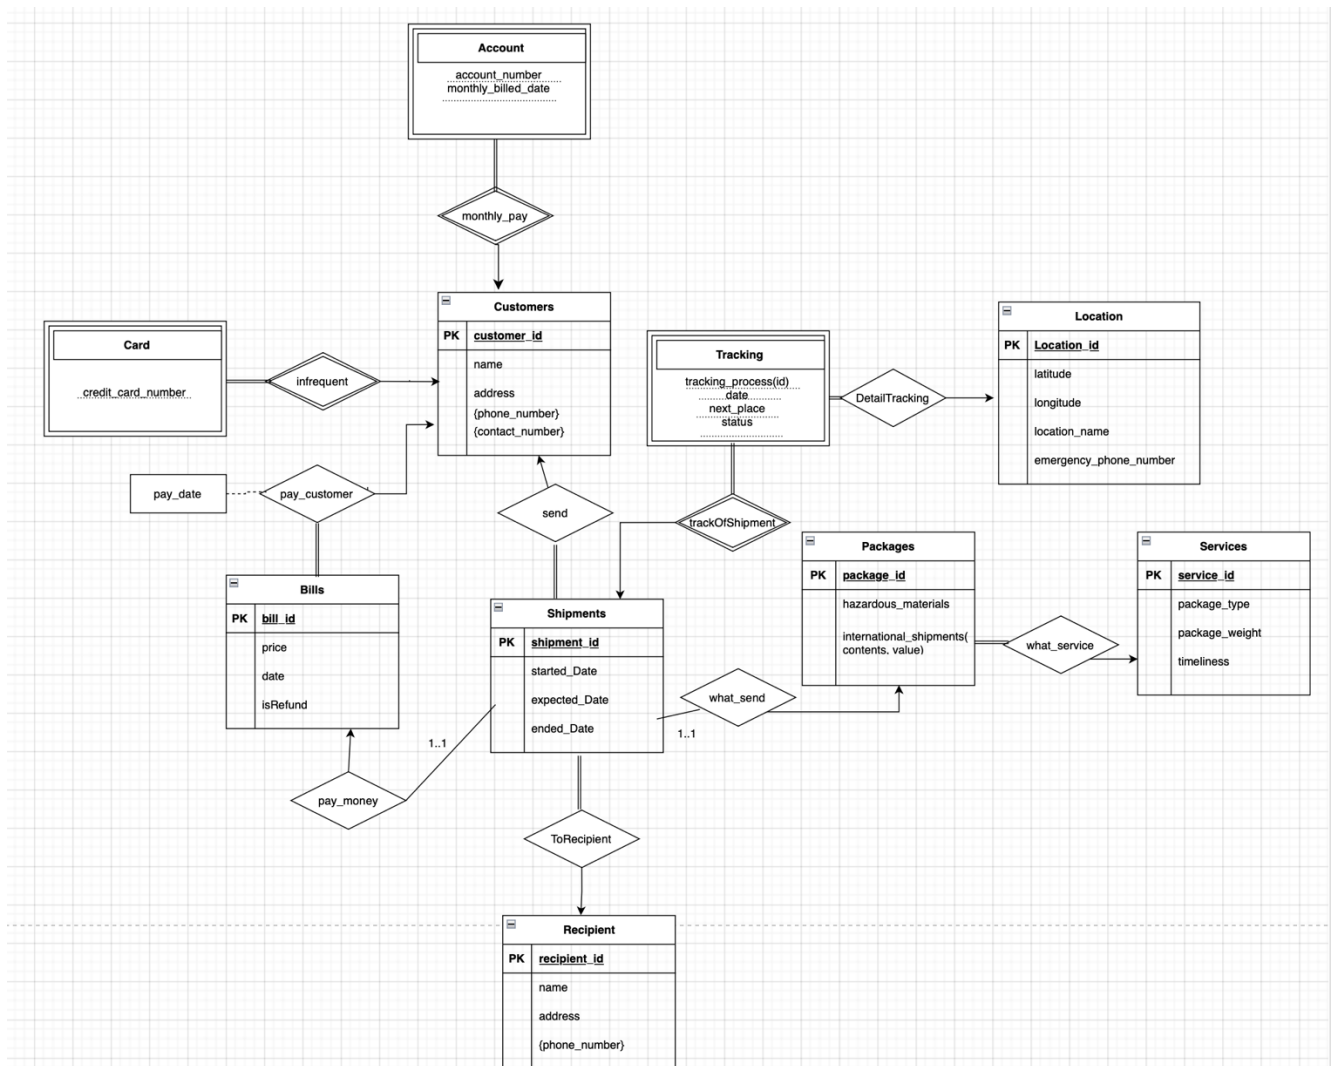 Account
account_number
monthly_billed_date
monthly_pay
Customers
PK customer_id
name
address
{phone_number}
{contact_number}
Card
credit_card_number
infrequent
Tracking
tracking_process(id)
date
next_place
status
DetailTracking
Location
PK Location_id
latitude
longitude
location_name
emergency_phone_number
pay_date
pay_customer
send
trackOfShipment
Packages
PK package_id
hazardous_materials
international_shipments(
contents, value)
what_service
Services
PK service_id
package_type
package_weight
timeliness
Bills
PK bill_id
price
date
isRefund
Shipments
PK shipment_id
started_Date
expected_Date
ended_Date
what_send
1..1
1..1
pay_money
ToRecipient
Recipient
PK recipient_id
name
address
{phone_number}